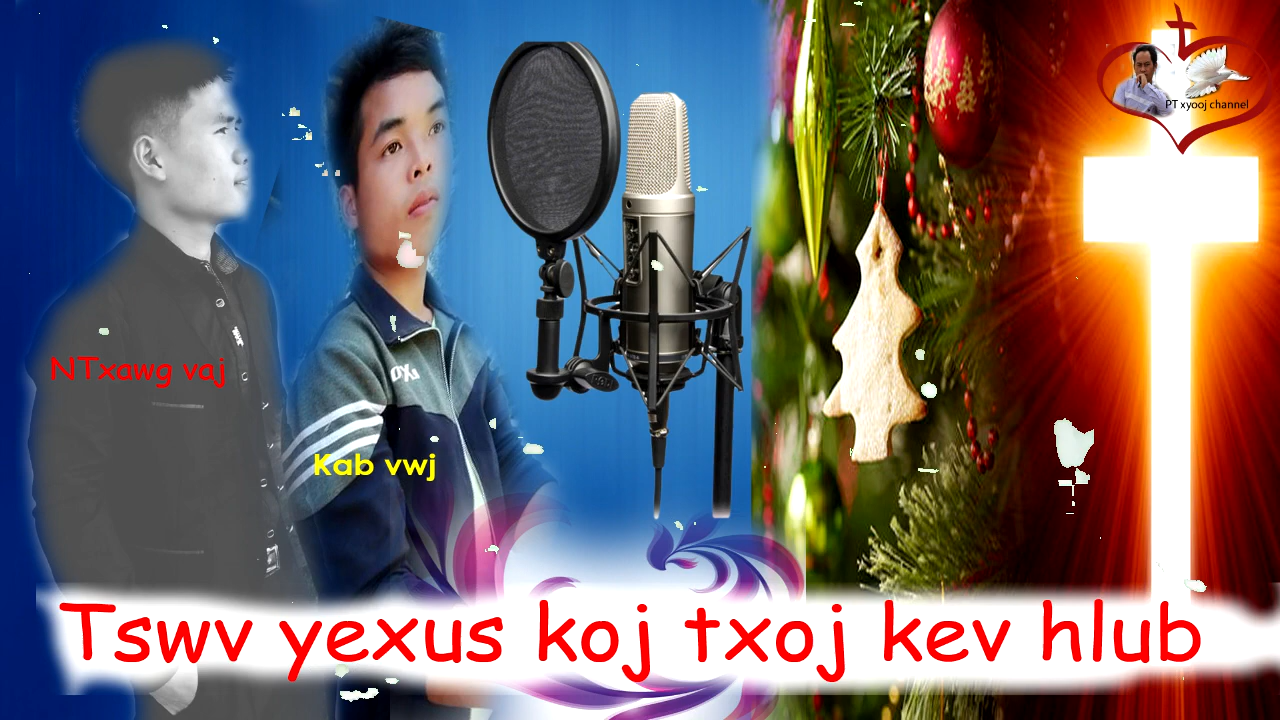 PT xyooj channel
NTxawg vaj
Kab vwj
Tswv yexus koj txoj kev hlub